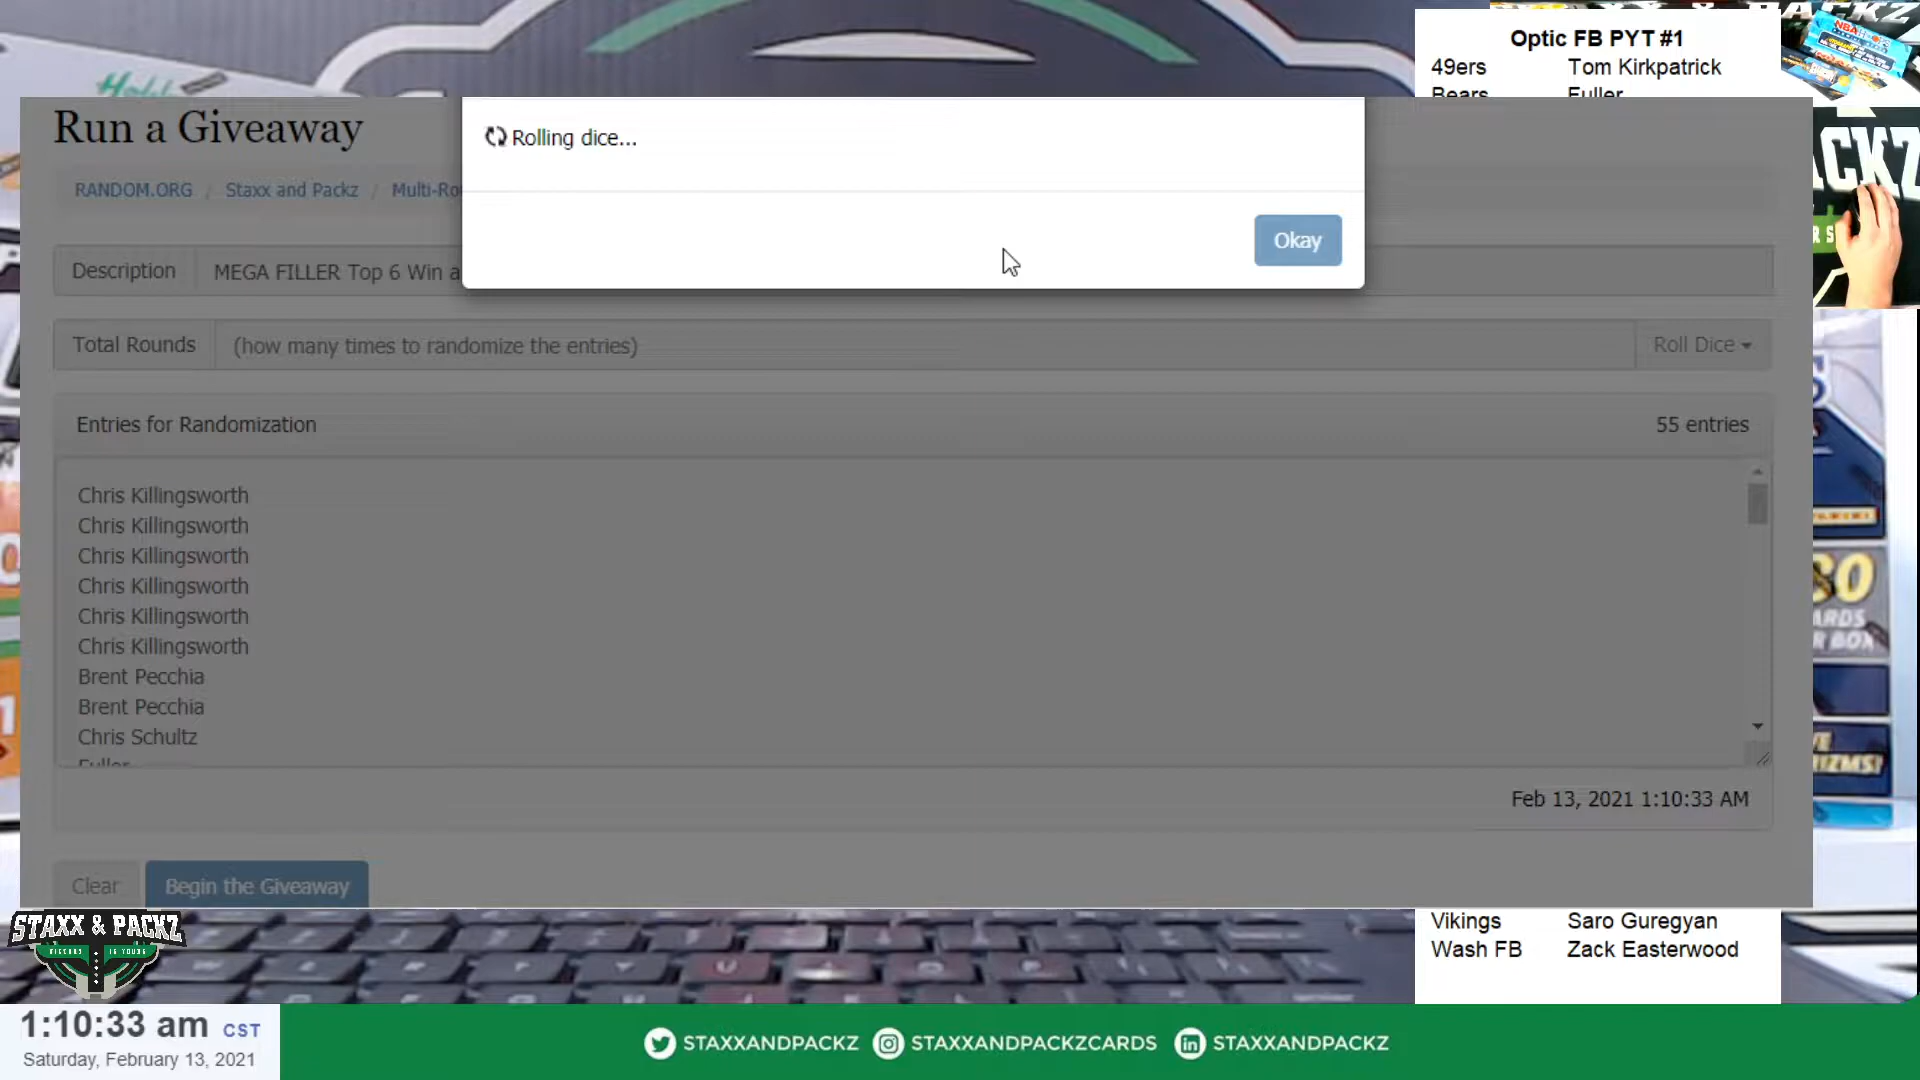 Optic FB PYT #1
49ers Tom Kirkpatrick
Bears Fuller
Run a Giveaway
Rolling dice...
RANDOM.ORG / Staxx and Packz / Multi-Ro
Okay
Description MEGA FILLER Top 6 Win a
Total Rounds (how many times to randomize the entries) Roll Dice
Entries for Randomization 55 entries
Chris Killingsworth
Chris Killingsworth
Chris Killingsworth
Chris Killingsworth
Chris Killingsworth
Chris Killingsworth
Brent Pecchia
Brent Pecchia
Chris Schultz
Fuller
Feb 13, 2021 1:10:33 AM
Clear Begin the Giveaway
STAXX & PACKZ
Vikings Saro Guregyan
Wash FB Zack Easterwood
1:10:33 am CST
Saturday, February 13, 2021
STAXXANDPACKZ STAXXANDPACKZCARDS STAXXANDPACKZ